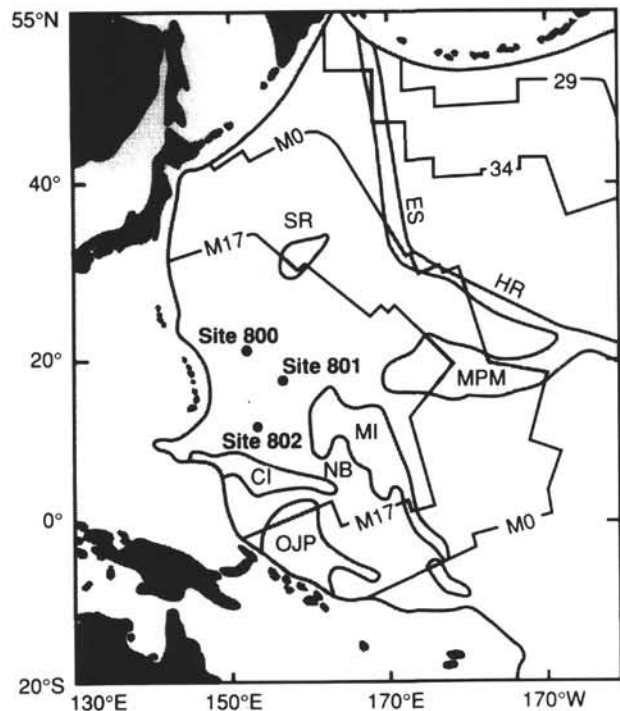 55°N
29
M0
34
40°
ES
SR
M17
HR
Site 800
20°
Site 801
MPM
Site 802
MI
CI
NB
M17
M0
0°
OJP
20°S
130°E
150°E
170°E
170°W